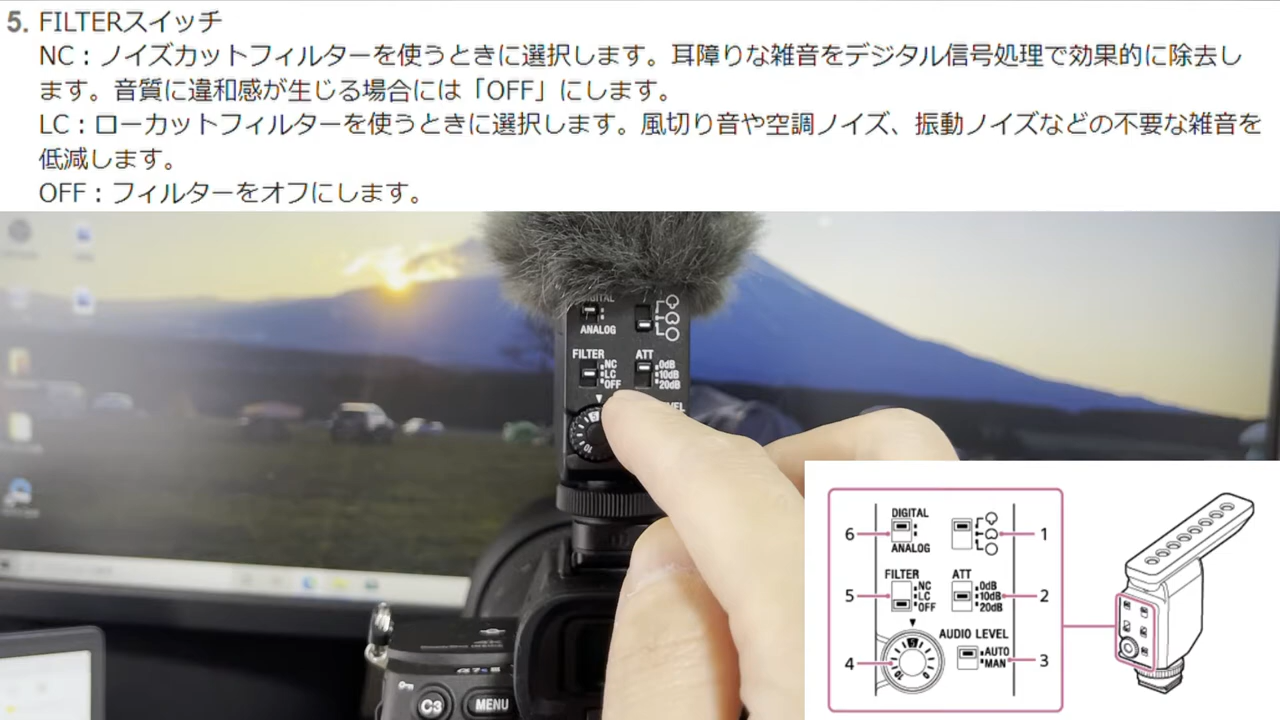 5. FILTERスイッチ
NC：ノイズカットフィルターを使うときに選択します。耳障りな雑音をデジタル信号処理で効果的に除去し
ます。音質に違和感が生じる場合には「OFF」にします。
LC：ローカットフィルターを使うときに選択します。風切り音や空調ノイズ、振動ノイズなどの不要な雑音を
低減します。
OFF：フィルターをオフにします。
DIGITAL
ANALOG
FILTER
NC
LC
OFF
ATT
0dB
10dB
20dB
5
10
C3
MENU
DIGITAL
6
1
ANALOG
FILTER
ATT
NC
0dB
5
LC
10dB
2
OFF
20dB
AUDIO LEVEL
5
4
10
0
AUTO
3
MAN